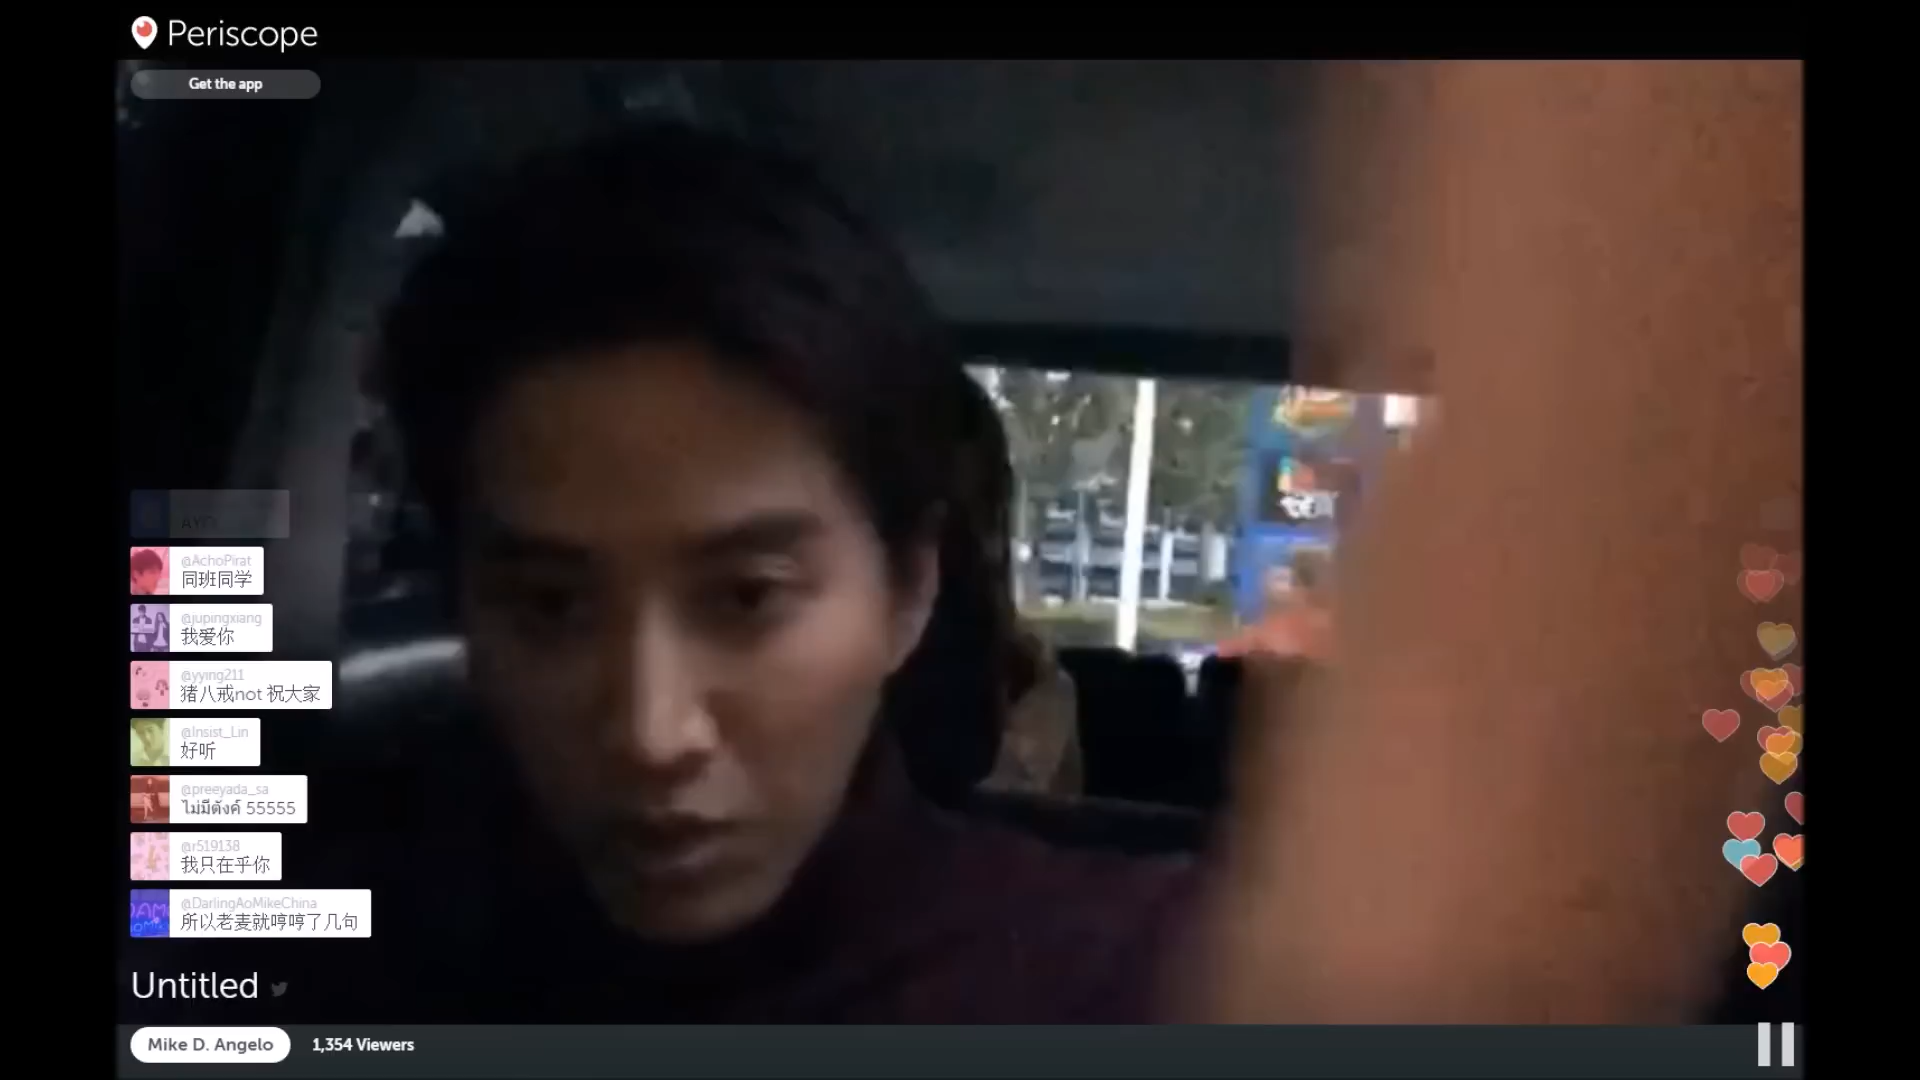 Periscope
Get the app
@AchoPirat
同班同学
@jupingxiang
我爱你
@yying211
猪八戒not 祝大家
@Insist_Lin
好听
@preeyada_sa
ไม่มีตังค์ 55555
@r519138
我只在乎你
@DarlingAoMikeChina
所以老麦就哼哼了几句
Untitled
Mike D. Angelo
1,354 Viewers